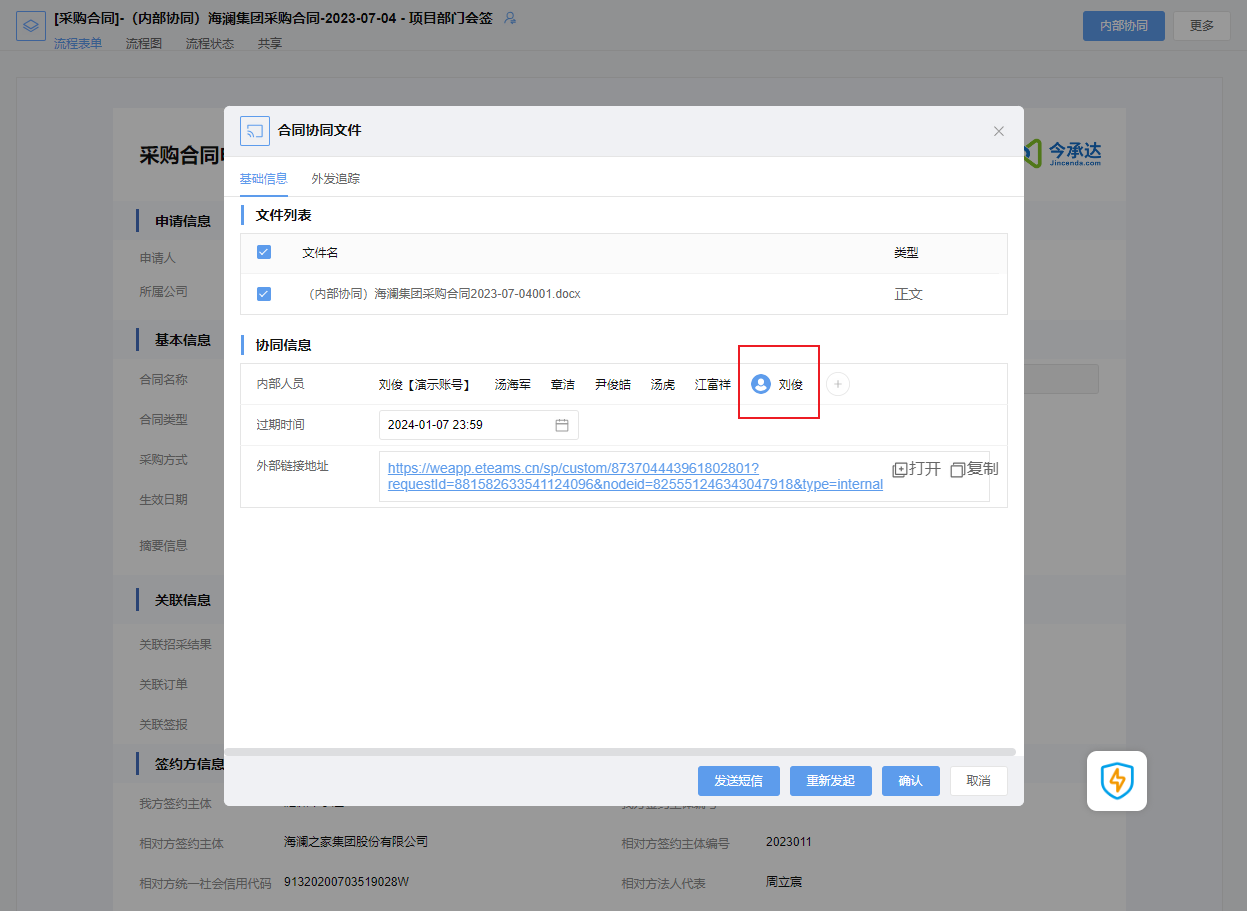 [采购合同]-（内部协同）海澜集团采购合同-2023-07-04 - 项目部门会签
流程表单 流程图 流程状态 共享
内部协同 更多
采购合同
今承达
Jincenda.com
申请信息
申请人
所属公司
基本信息
合同名称
合同类型
采购方式
生效日期
摘要信息
关联信息
关联招采结果
关联订单
关联签报
签约方信息
合同协同文件
基础信息 外发追踪
文件列表
文件名 类型
（内部协同）海澜集团采购合同2023-07-04001.docx 正文
协同信息
内部人员 刘俊【演示账号】 汤海军 章洁 尹俊皓 汤虎 江富祥 刘俊
过期时间 2024-01-07 23:59
外部链接地址 https://weapp.eteams.cn/sp/custom/873704443961802801?
requestId=881582633541124096&nodeid=825551246343047918&type=internal
打开 复制
发送短信 重新发起 确认 取消
我方签约主体
相对方签约主体 海澜之家集团股份有限公司 相对方签约主体编号 2023011
相对方统一社会信用代码 91320200703519028W 相对方法人代表 周立宸